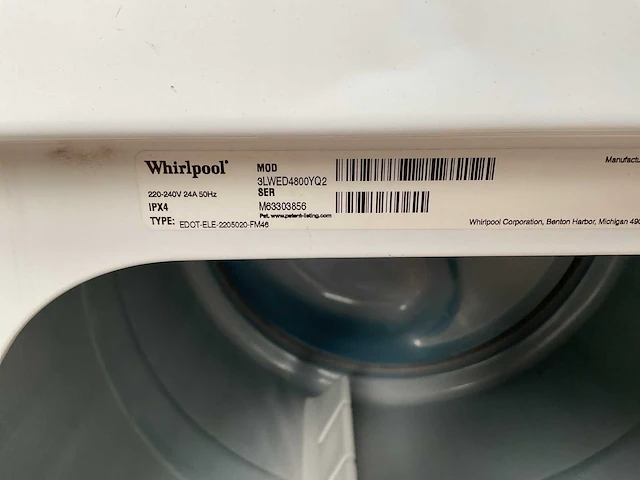 Whirlpool
220-240V 24A 50Hz
IPX4
TYPE: EDOT-ELE-2205020-FM46
MOD
3LWED4800YQ2
SER
M63303856
Pat. www.patent-listing.com
Whirlpool Corporation, Benton Harbor, Michigan